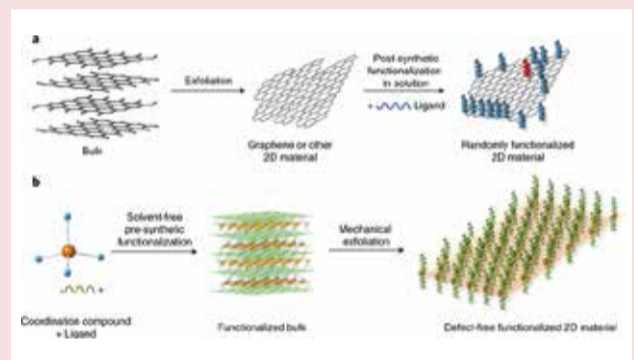 a
Bulk
Exfoliation
Graphene or other
2D material
Post-synthetic
functionalization
in solution
+ Ligand
Randomly functionalized
2D material
b
Coordination compound
+ Ligand
+
Solvent-free
pre-synthetic
functionalization
Functionalized bulk
Mechanical
exfoliation
Defect-free functionalized 2D material